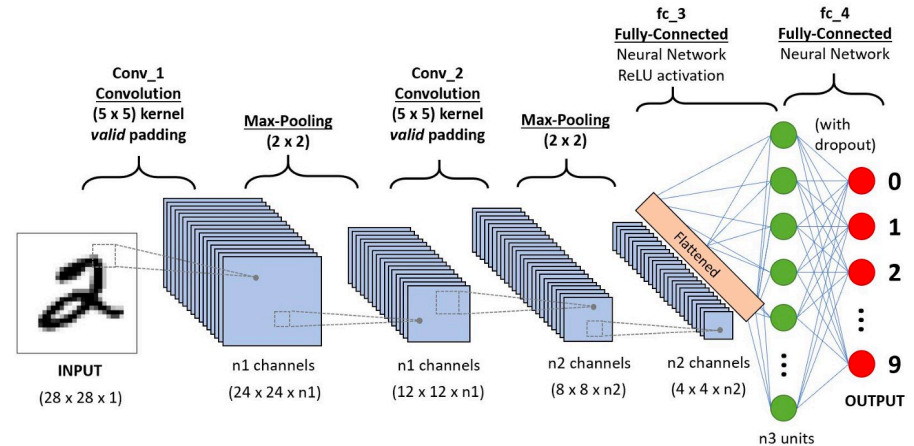 fc_3
Fully-Connected
Neural Network
ReLU activation
fc_4
Fully-Connected
Neural Network
Conv_1
Convolution
(5 x 5) kernel
valid padding
Max-Pooling
(2 x 2)
Conv_2
Convolution
(5 x 5) kernel
valid padding
Max-Pooling
(2 x 2)
(with
dropout)
Flattened
0
1
2
9
2
INPUT
(28 x 28 x 1)
n1 channels
(24 x 24 x n1)
n1 channels
(12 x 12 x n1)
n2 channels
(8 x 8 x n2)
n2 channels
(4 x 4 x n2)
OUTPUT
n3 units